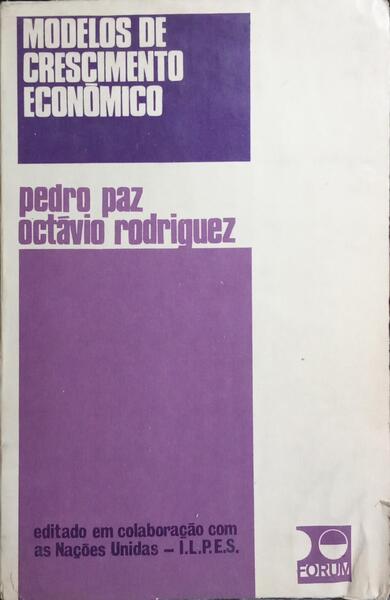 MODELOS DE
CRESCIMENTO
ECONÔMICO
pedro paz
octávio rodriguez
editado em colaboração com
as Nações Unidas — I.L.P.E.S.
FORUM